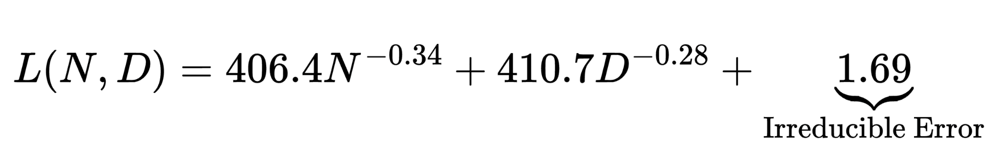 L(N, D) = 406.4N^{-0.34} + 410.7D^{-0.28} + 1.69
Irreducible Error